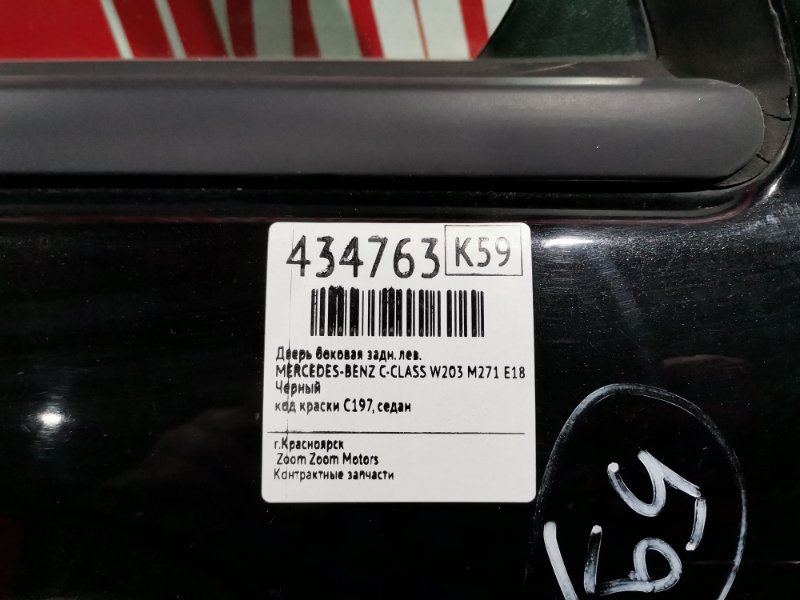 434763 K59
Дверь боковая задн. лев.
MERCEDES-BENZ C-CLASS W203 M271 E18
Черный
код краски C197, седан
г.Красноярск
Zoom Zoom Motors
Контрактные запчасти
59